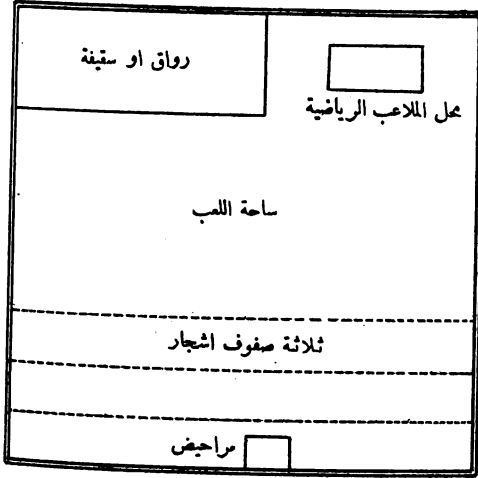 رواق او سقيفة
محل الملاعب الرياضية
ساحة اللعب
ثلاثة صفوف اشجار
مراحيض